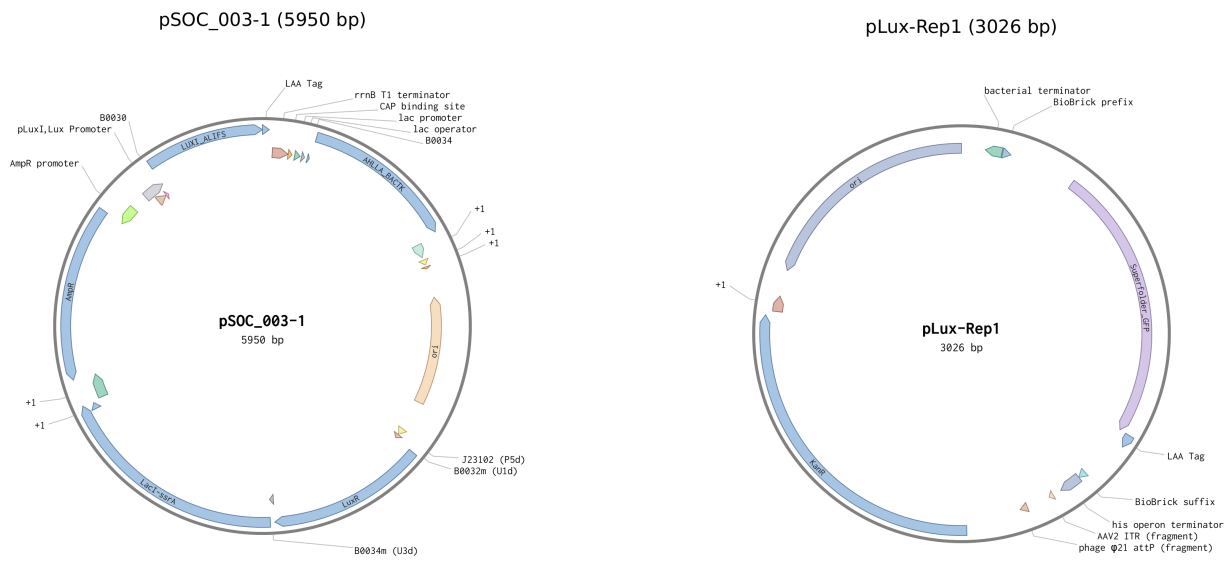 pSOC_003-1 (5950 bp)
LAA Tag
rrnB T1 terminator
CAP binding site
lac promoter
lac operator
B0034
B0030
pLuxI,Lux Promoter
AmpR promoter
LUXI_ALIFS
AHLLA_BACTK
+1
+1
+1
AmpR
pSOC_003-1
5950 bp
ori
+1
+1
J23102 (P5d)
B0032m (U1d)
LacI-ssrA
LuxR
B0034m (U3d)
pLux-Rep1 (3026 bp)
bacterial terminator
BioBrick prefix
ori
Superfolder_GFP
+1
pLux-Rep1
3026 bp
KanR
LAA Tag
BioBrick suffix
his operon terminator
AAV2 ITR (fragment)
phage φ21 attP (fragment)